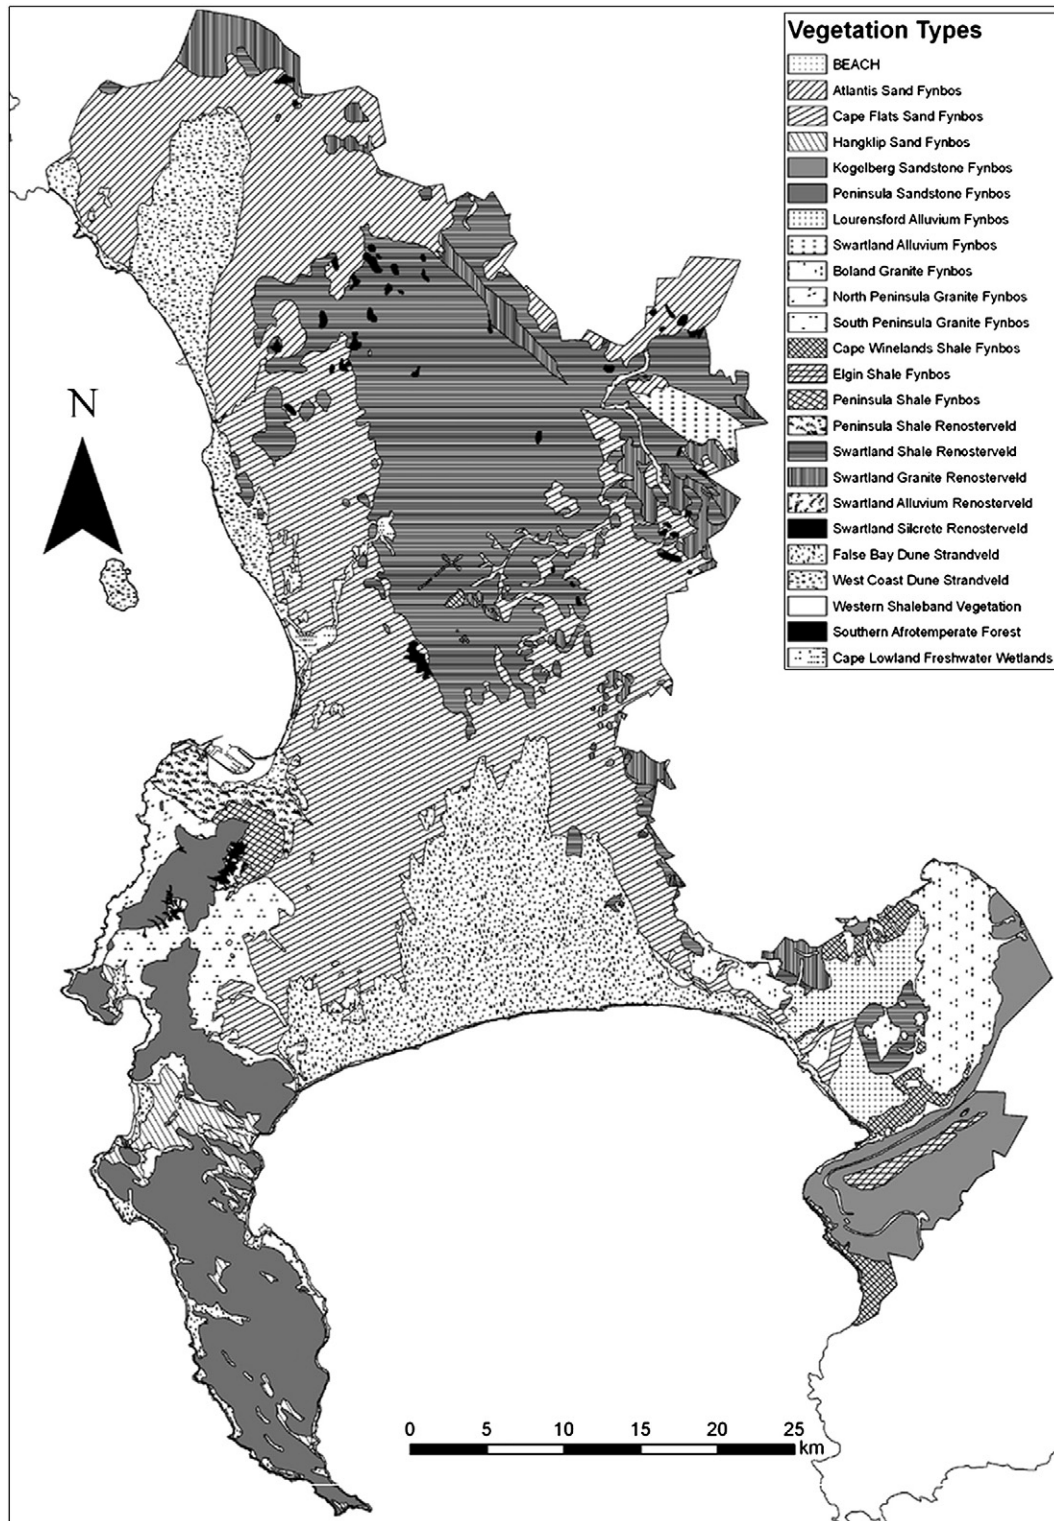 Vegetation Types
BEACH
Atlantis Sand Fynbos
Cape Flats Sand Fynbos
Hangklip Sand Fynbos
Kogelberg Sandstone Fynbos
Peninsula Sandstone Fynbos
Lourensford Alluvium Fynbos
Swartland Alluvium Fynbos
Boland Granite Fynbos
North Peninsula Granite Fynbos
South Peninsula Granite Fynbos
Cape Winelands Shale Fynbos
Elgin Shale Fynbos
Peninsula Shale Fynbos
Peninsula Shale Renosterveld
Swartland Shale Renosterveld
Swartland Granite Renosterveld
Swartland Alluvium Renosterveld
Swartland Silcrete Renosterveld
False Bay Dune Strandveld
West Coast Dune Strandveld
Western Shaleband Vegetation
Southern Afrotemperate Forest
Cape Lowland Freshwater Wetlands
N
0 5 10 15 20 25
km